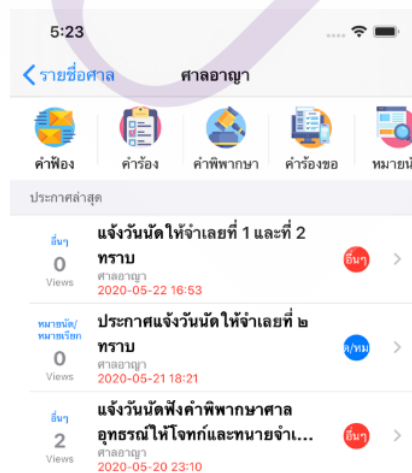 5:23
รายชื่อศาล ศาลอาญา
คำฟ้อง คำร้อง คำพิพากษา คำร้องขอ
ประกาศล่าสุด
อื่นๆ
0
Views
แจ้งวันนัด ให้จำเลยที่ 1 และที่ 2
ทราบ
ศาลอาญา
2020-05-22 16:53
อื่นๆ
หมายนัด/
หมายเรียก
0
Views
ประกาศแจ้งวันนัด ให้จำเลยที่ ๒
ทราบ
ศาลอาญา
2020-05-21 18:21
ด/หม
อื่นๆ
2
Views
แจ้งวันนัดฟังคำพิพากษาศาล
อุทธรณ์ให้โจทก์และทนายจำเ...
ศาลอาญา
2020-05-20 23:10
อื่นๆ